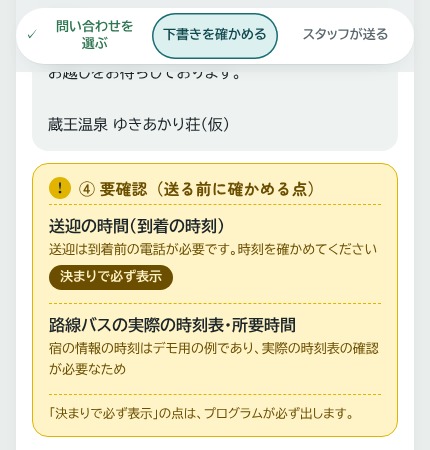 ✓ 問い合わせを
選ぶ
下書きを確かめる
スタッフが送る
お越しをお待ちしております。
蔵王温泉 ゆきあかり荘（仮）
! ④ 要確認（送る前に確かめる点）
送迎の時間（到着の時刻）
送迎は到着前の電話が必要です。時刻を確かめてください
決まりで必ず表示
路線バスの実際の時刻表・所要時間
宿の情報の時刻はデモ用の例であり、実際の時刻表の確認
が必要なため
「決まりで必ず表示」の点は、プログラムが必ず出します。